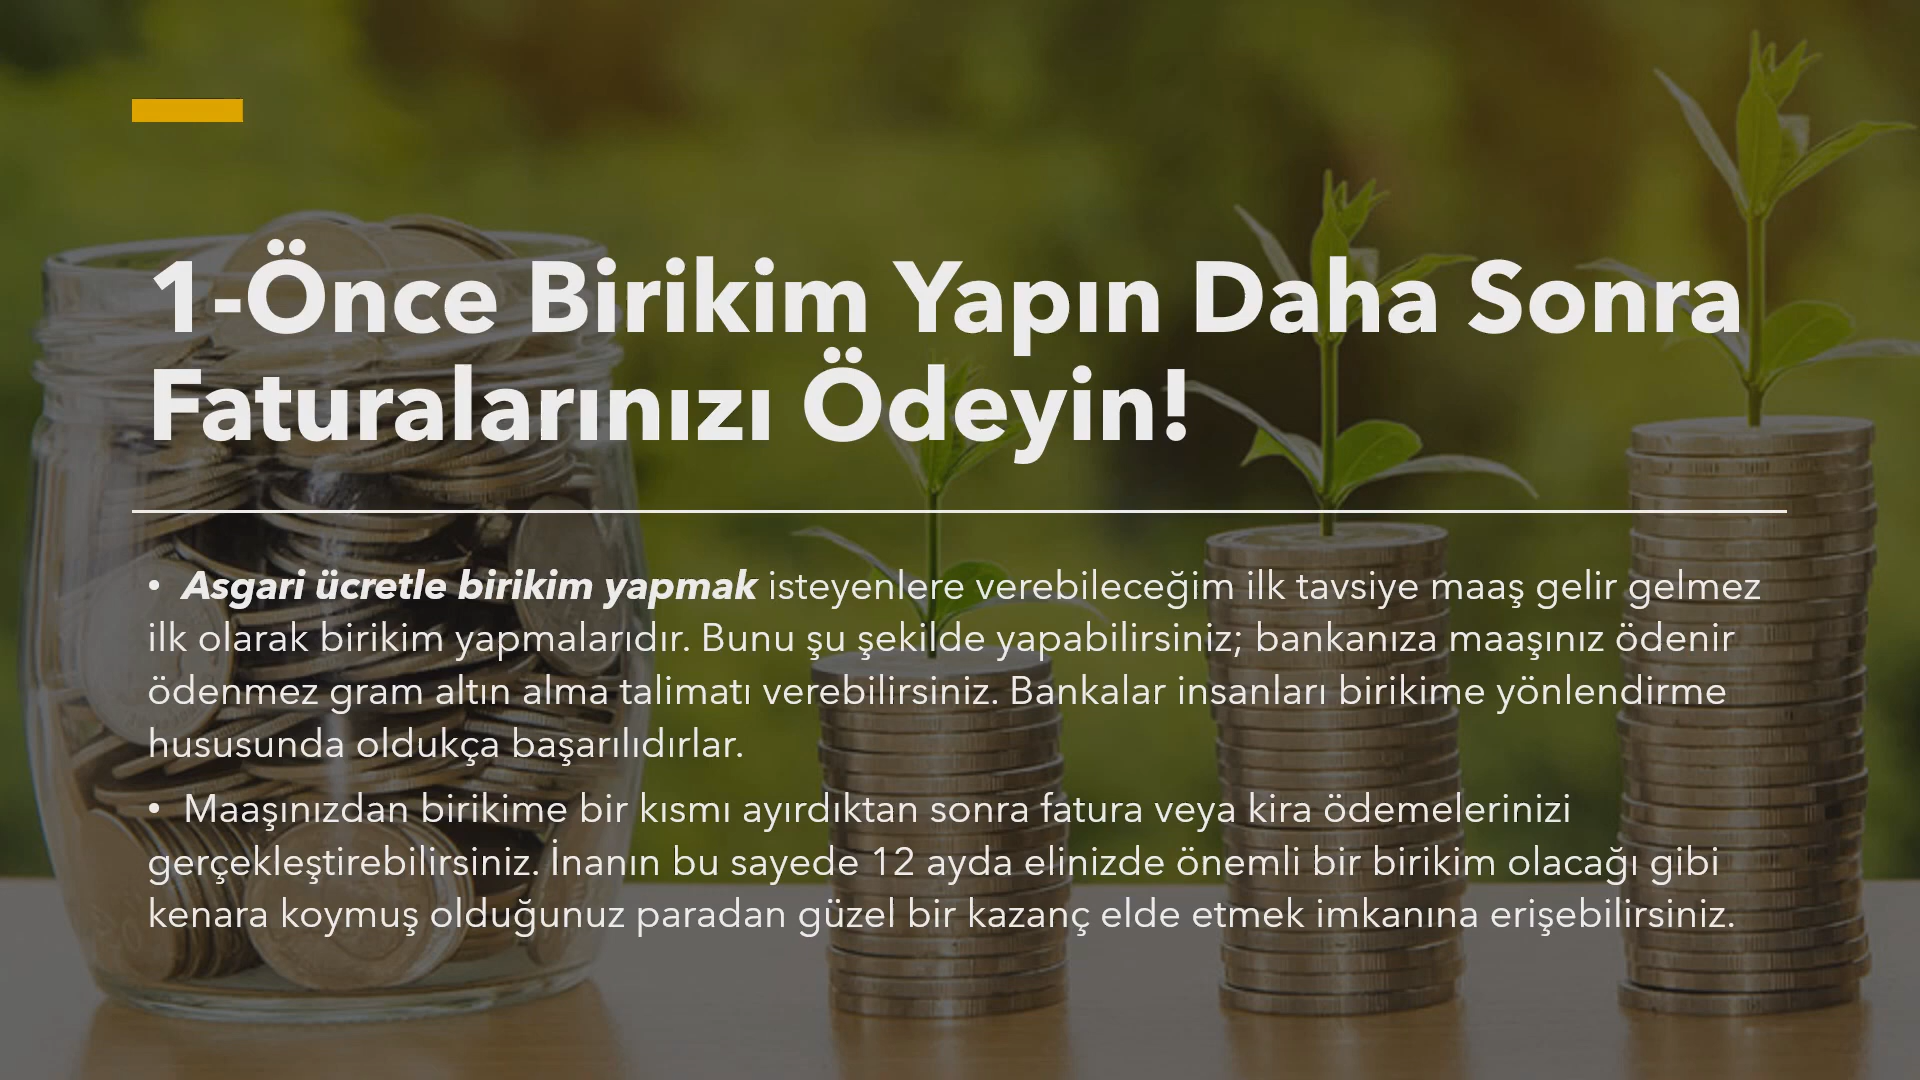 1-Önce Birikim Yapın Daha Sonra
Faturalarınızı Ödeyin!
• Asgari ücretle birikim yapmak isteyenlere verebileceğim ilk tavsiye maaş gelir gelmez
ilk olarak birikim yapmalarıdır. Bunu şu şekilde yapabilirsiniz; bankanıza maaşınız ödenir
ödenmez gram altın alma talimatı verebilirsiniz. Bankalar insanları birikime yönlendirme
hususunda oldukça başarılıdırlar.
• Maaşınızdan birikime bir kısmı ayırdıktan sonra fatura veya kira ödemelerinizi
gerçekleştirebilirsiniz. İnanın bu sayede 12 ayda elinizde önemli bir birikim olacağı gibi
kenara koymuş olduğunuz paradan güzel bir kazanç elde etmek imkanına erişebilirsiniz.